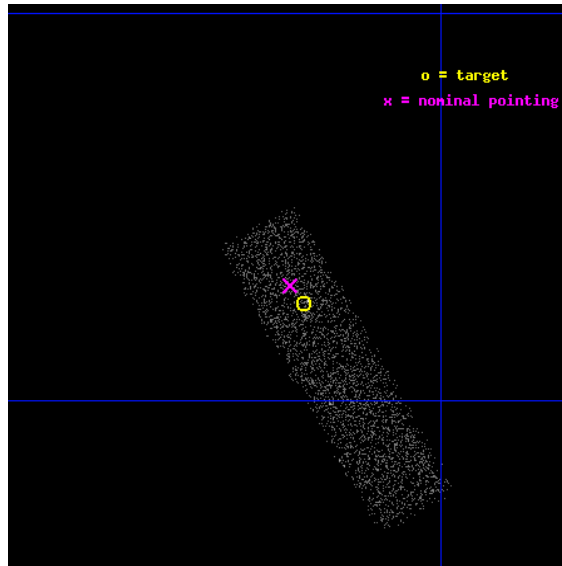 o = target
x = nominal pointing